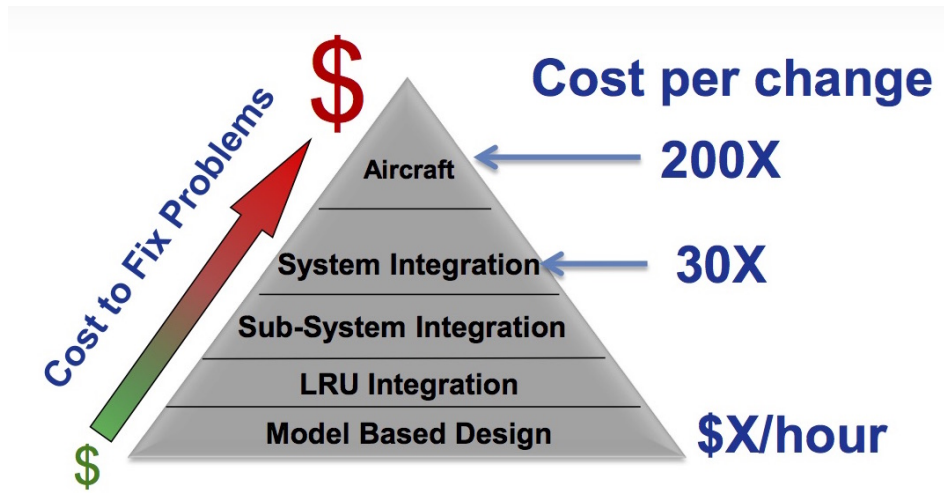 $
Cost per change
Cost to Fix Problems
Aircraft
200X
System Integration
30X
Sub-System Integration
LRU Integration
Model Based Design
$X/hour
$